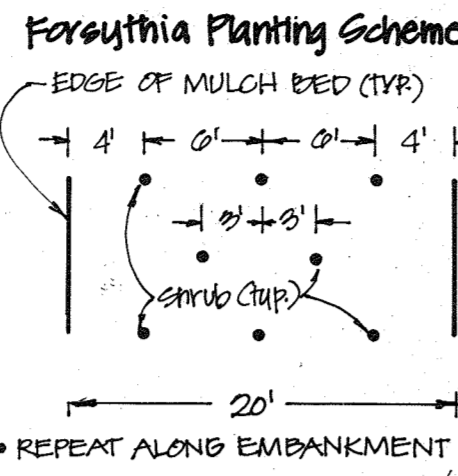 Forsythia Planting Scheme
EDGE OF MULCH BED (TYP.)
4' 6' 6' 4'
3' 3'
Shrub (typ.)
20'
• REPEAT ALONG EMBANKMENT